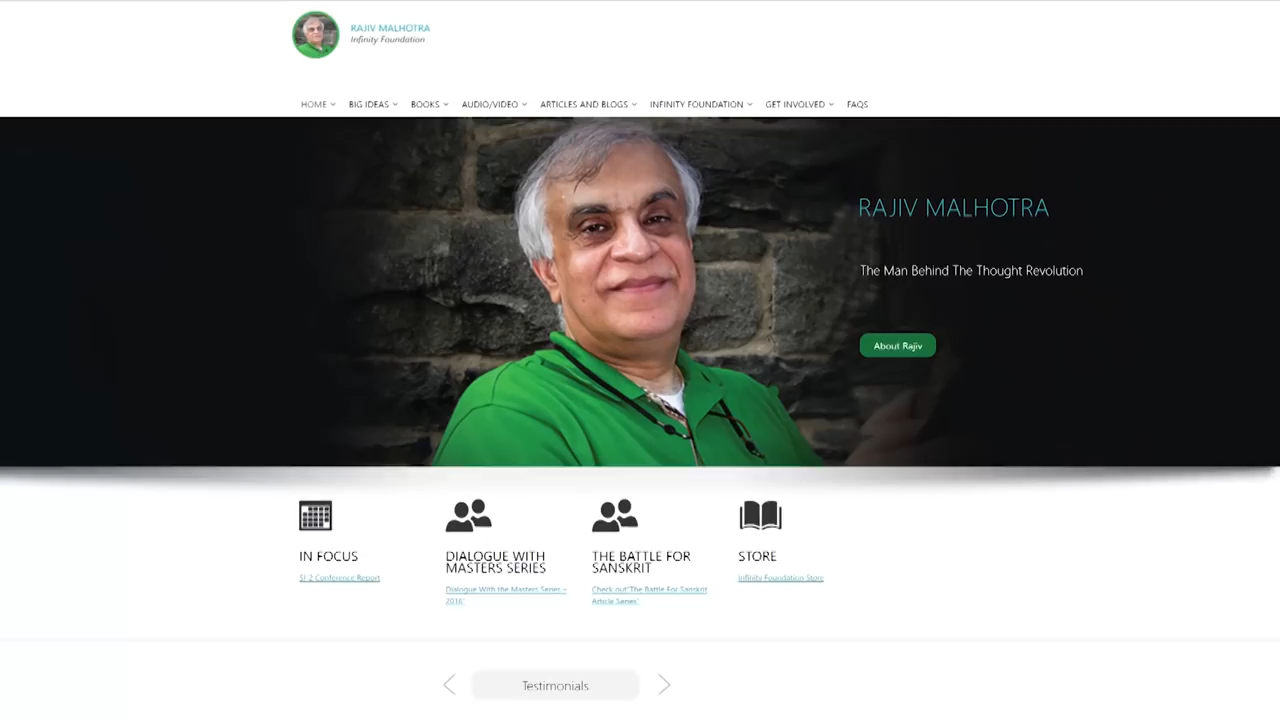 RAJIV MALHOTRA
Infinity Foundation
HOME BIG IDEAS BOOKS AUDIO/VIDEO ARTICLES AND BLOGS INFINITY FOUNDATION GET INVOLVED FAQS
RAJIV MALHOTRA
The Man Behind The Thought Revolution
About Rajiv
IN FOCUS
Conference Report
DIALOGUE WITH
MASTERS SERIES
Dialogue With the Masters Series –
2016"
THE BATTLE FOR
SANSKRIT
Check out"The Battle For Sanskrit
Article Series"
STORE
Infinity Foundation Store
Testimonials